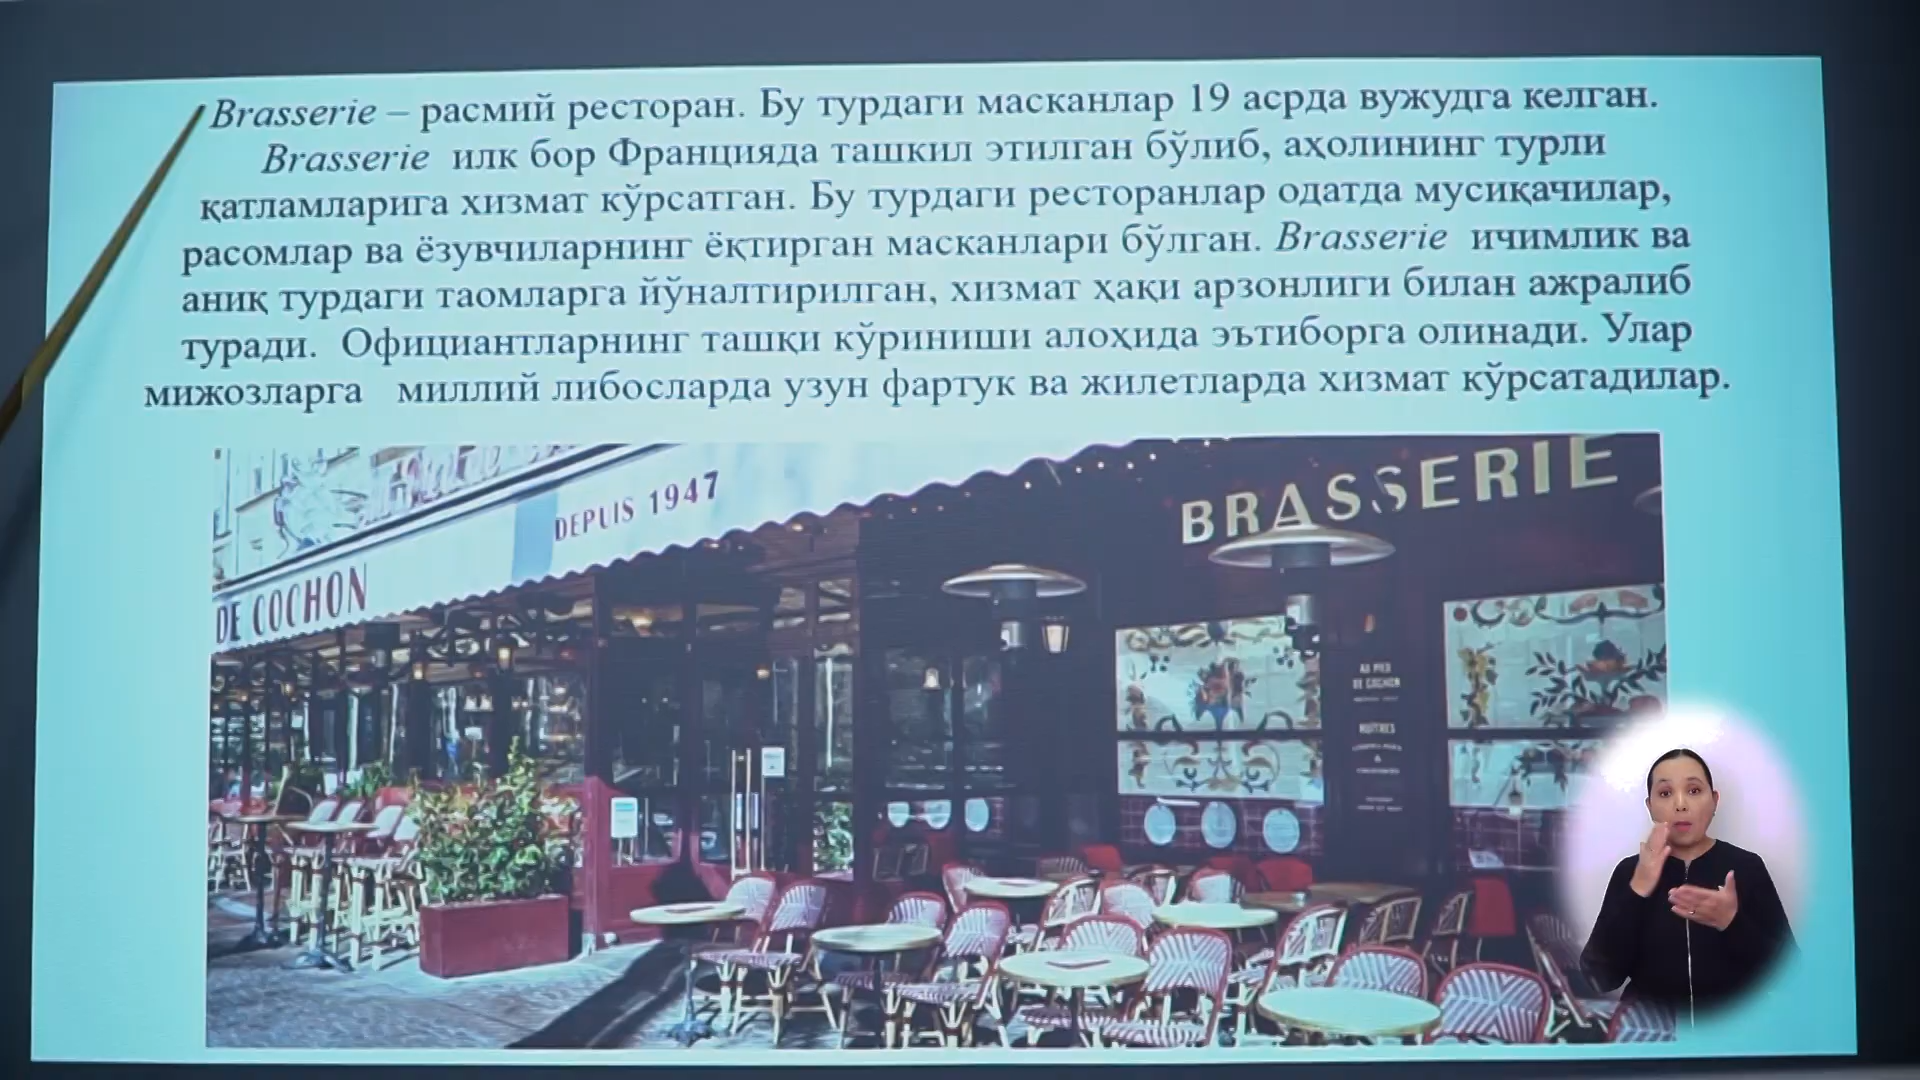 Brasserie – расмий ресторан. Бу турдаги масканлар 19 асрда вужудга келган.
Brasserie илк бор Францияда ташкил этилган бўлиб, аҳолининг турли
қатламларига хизмат кўрсатган. Бу турдаги ресторанлар одатда мусиқачилар,
расомлар ва ёзувчиларнинг ёқтирган масканлари бўлган. Brasserie ичимлик ва
аниқ турдаги таомларга йўналтирилган, хизмат ҳақи арзонлиги билан ажралиб
туради. Официантларнинг ташқи кўриниши алоҳида эътиборга олинади. Улар
мижозларга миллий либосларда узун фартук ва жилетларда хизмат кўрсатадилар.
DEPUIS 1947
BRASSERIE
DE COCHON
AU PIED
DE COCHON
HUÎTRES